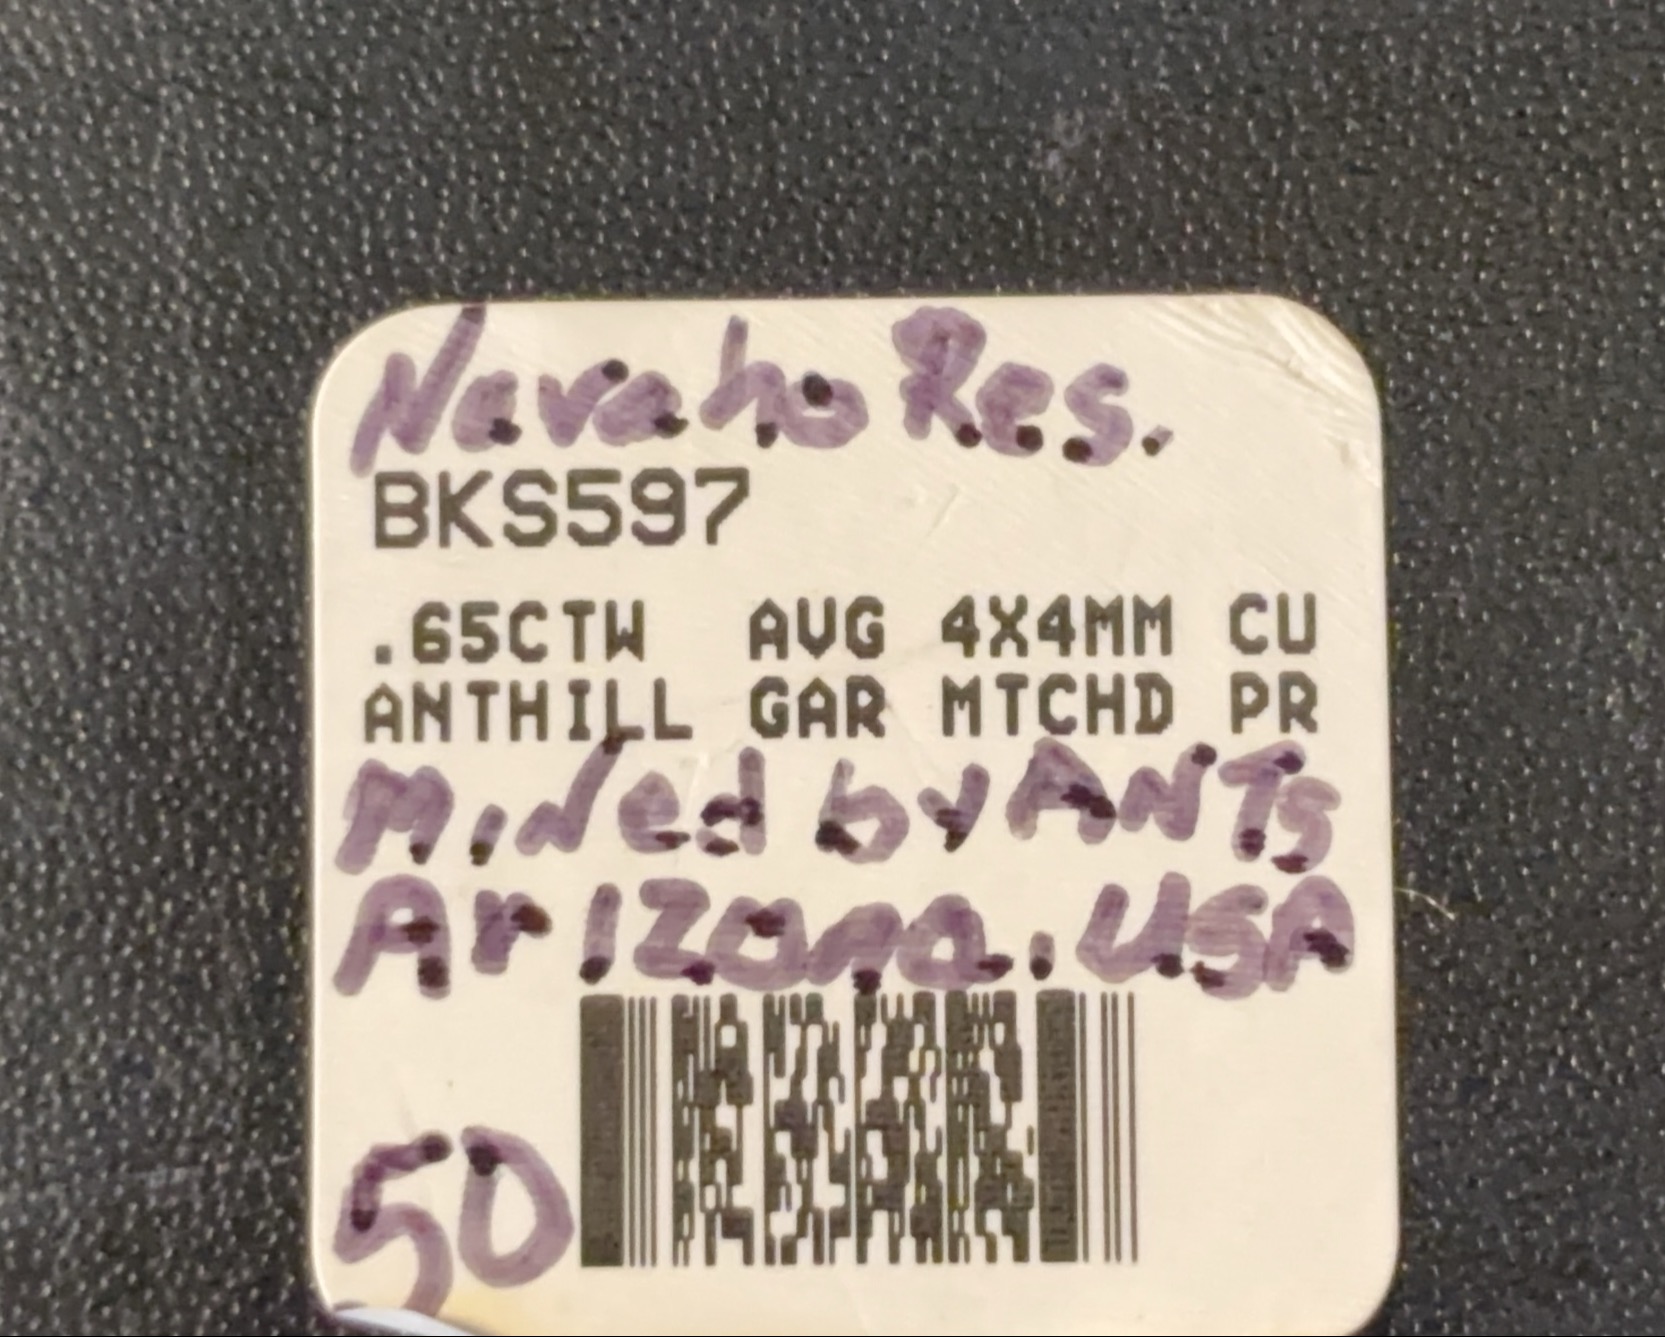 Navaho Res.
BKS597
.65CTW AVG 4X4MM CU
ANTHILL GAR MTCHD PR
MiNed by ANTs
ArIzona. USA
50